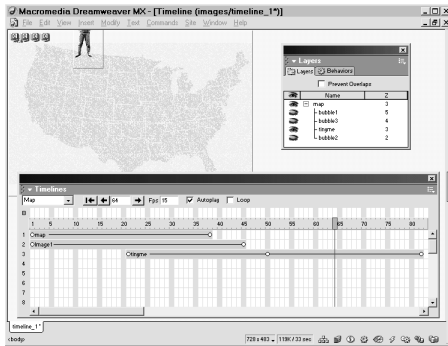 Macromedia Dreamweaver MX - [Timeline (images/timeline_1*)]
File Edit View Insert Modify Text Commands Site Window Help
Layers
Layers Behaviors
Prevent Overlaps
Name Z
map 3
bubble1 5
bubble3 4
tingme 3
bubble2 2
Timelines
Map 64 Fps 15 Autoplay Loop
B
1 5 10 15 20 25 30 35 40 45 50 55 60 65 70 75 80
1 map
2 Image1
3 tingme
4
5
6
7
8
timeline_1*
<body> 728 x 403 119K / 33 sec